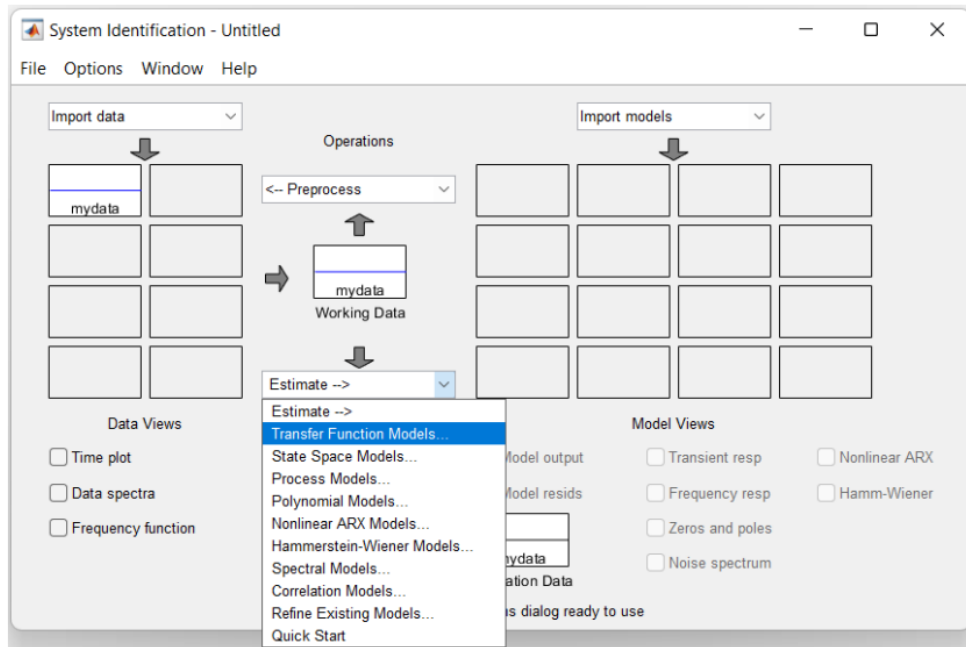 System Identification - Untitled
File Options Window Help
Import data
Import models
Operations
mydata
<-- Preprocess
mydata
Working Data
Estimate -->
Estimate -->
Transfer Function Models...
State Space Models...
Process Models...
Polynomial Models...
Nonlinear ARX Models...
Hammerstein-Wiener Models...
Spectral Models...
Correlation Models...
Refine Existing Models...
Quick Start
Data Views
Time plot
Data spectra
Frequency function
Model Views
Model output Transient resp Nonlinear ARX
Model resids Frequency resp Hamm-Wiener
Zeros and poles
Noise spectrum
mydata
ation Data
dialog ready to use